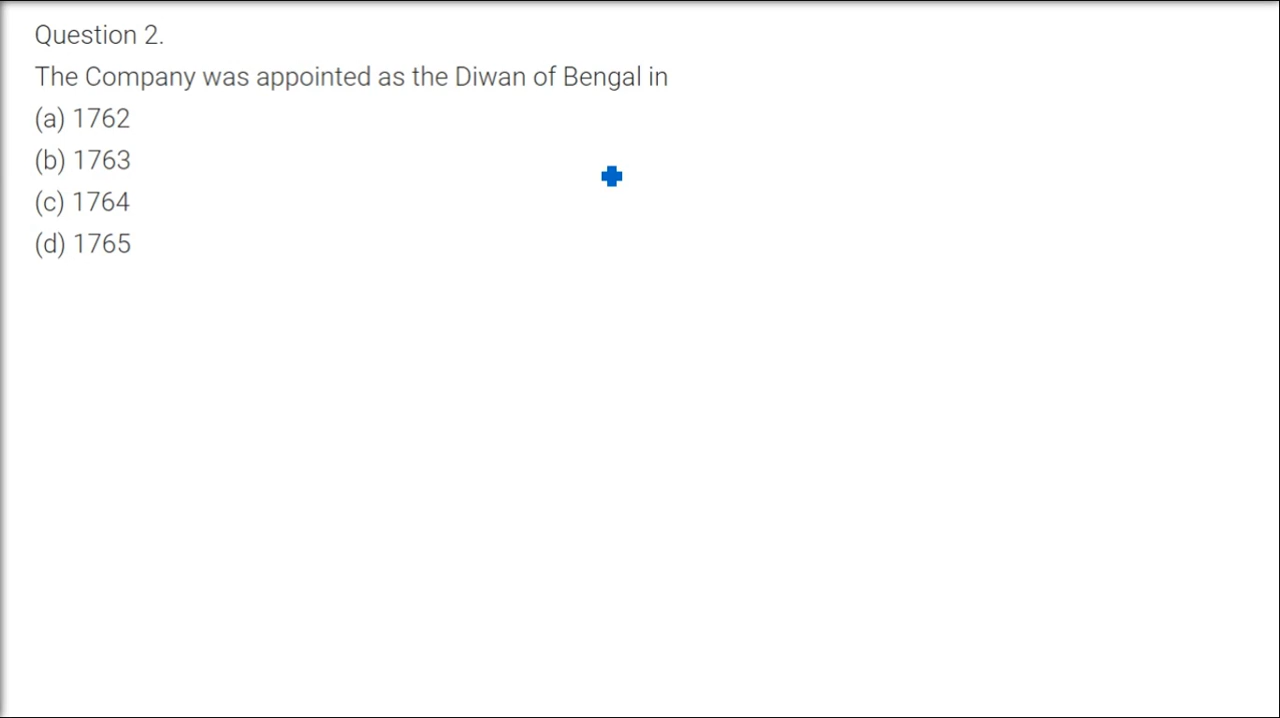 Question 2.
The Company was appointed as the Diwan of Bengal in
(a) 1762
(b) 1763
(c) 1764
(d) 1765